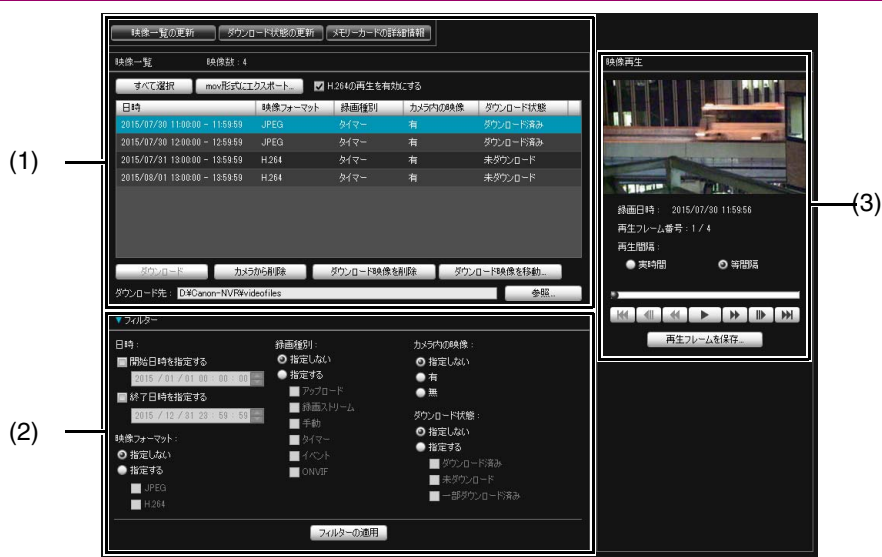 映像一覧の更新 ダウンロード状態の更新 メモリーカードの詳細情報
映像一覧 映像数 : 4
すべて選択 mov形式にエクスポート... H.264の再生を有効にする
日時 映像フォーマット 録画種別 カメラ内の映像 ダウンロード状態
2015/07/30 11:00:00 - 11:59:59 JPEG タイマー 有 ダウンロード済み
2015/07/30 12:00:00 - 12:59:59 JPEG タイマー 有 ダウンロード済み
2015/07/31 13:00:00 - 13:59:59 H.264 タイマー 有 未ダウンロード
2015/08/01 13:00:00 - 13:59:59 H.264 タイマー 有 未ダウンロード
(1)
ダウンロード カメラから削除 ダウンロード映像を削除 ダウンロード映像を移動...
ダウンロード先 : D:¥Canon-NVR¥videofiles 参照...
▼フィルター
日時 :
開始日時を指定する
2015 / 01 / 01 00 : 00 : 00
終了日時を指定する
2015 / 12 / 31 23 : 59 : 59
映像フォーマット :
指定しない
指定する
JPEG
H.264
録画種別 :
指定しない
指定する
アップロード
録画ストリーム
手動
タイマー
イベント
ONVIF
カメラ内の映像 :
指定しない
有
無
ダウンロード状態 :
指定しない
指定する
ダウンロード済み
未ダウンロード
一部ダウンロード済み
フィルターの適用
(2)
映像再生
録画日時 : 2015/07/30 11:59:56
再生フレーム番号 : 1 / 4
再生間隔 :
実時間 等間隔
再生フレームを保存...
(3)